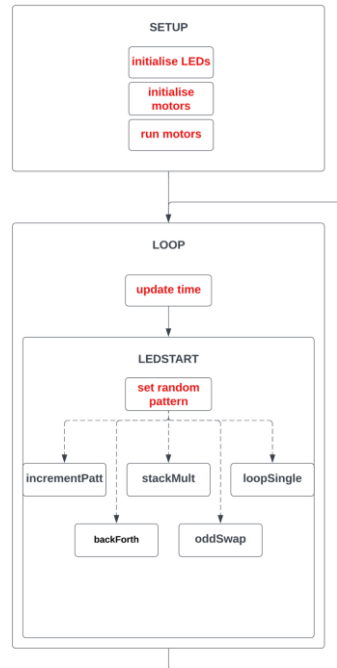 SETUP
initialise LEDs
initialise
motors
run motors
LOOP
update time
LEDSTART
set random
pattern
incrementPatt
stackMult
loopSingle
backForth
oddSwap